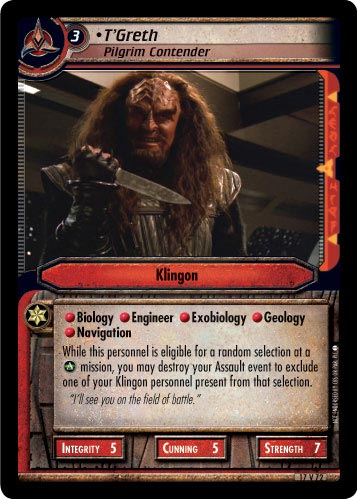 3
•T'Greth
Pilgrim Contender
Klingon
Biology Engineer Exobiology Geology
Navigation
While this personnel is eligible for a random selection at a
mission, you may destroy your Assault event to exclude
one of your Klingon personnel present from that selection.
"I'll see you on the field of battle."
INTEGRITY 5 CUNNING 5 STRENGTH 7
17 V 72